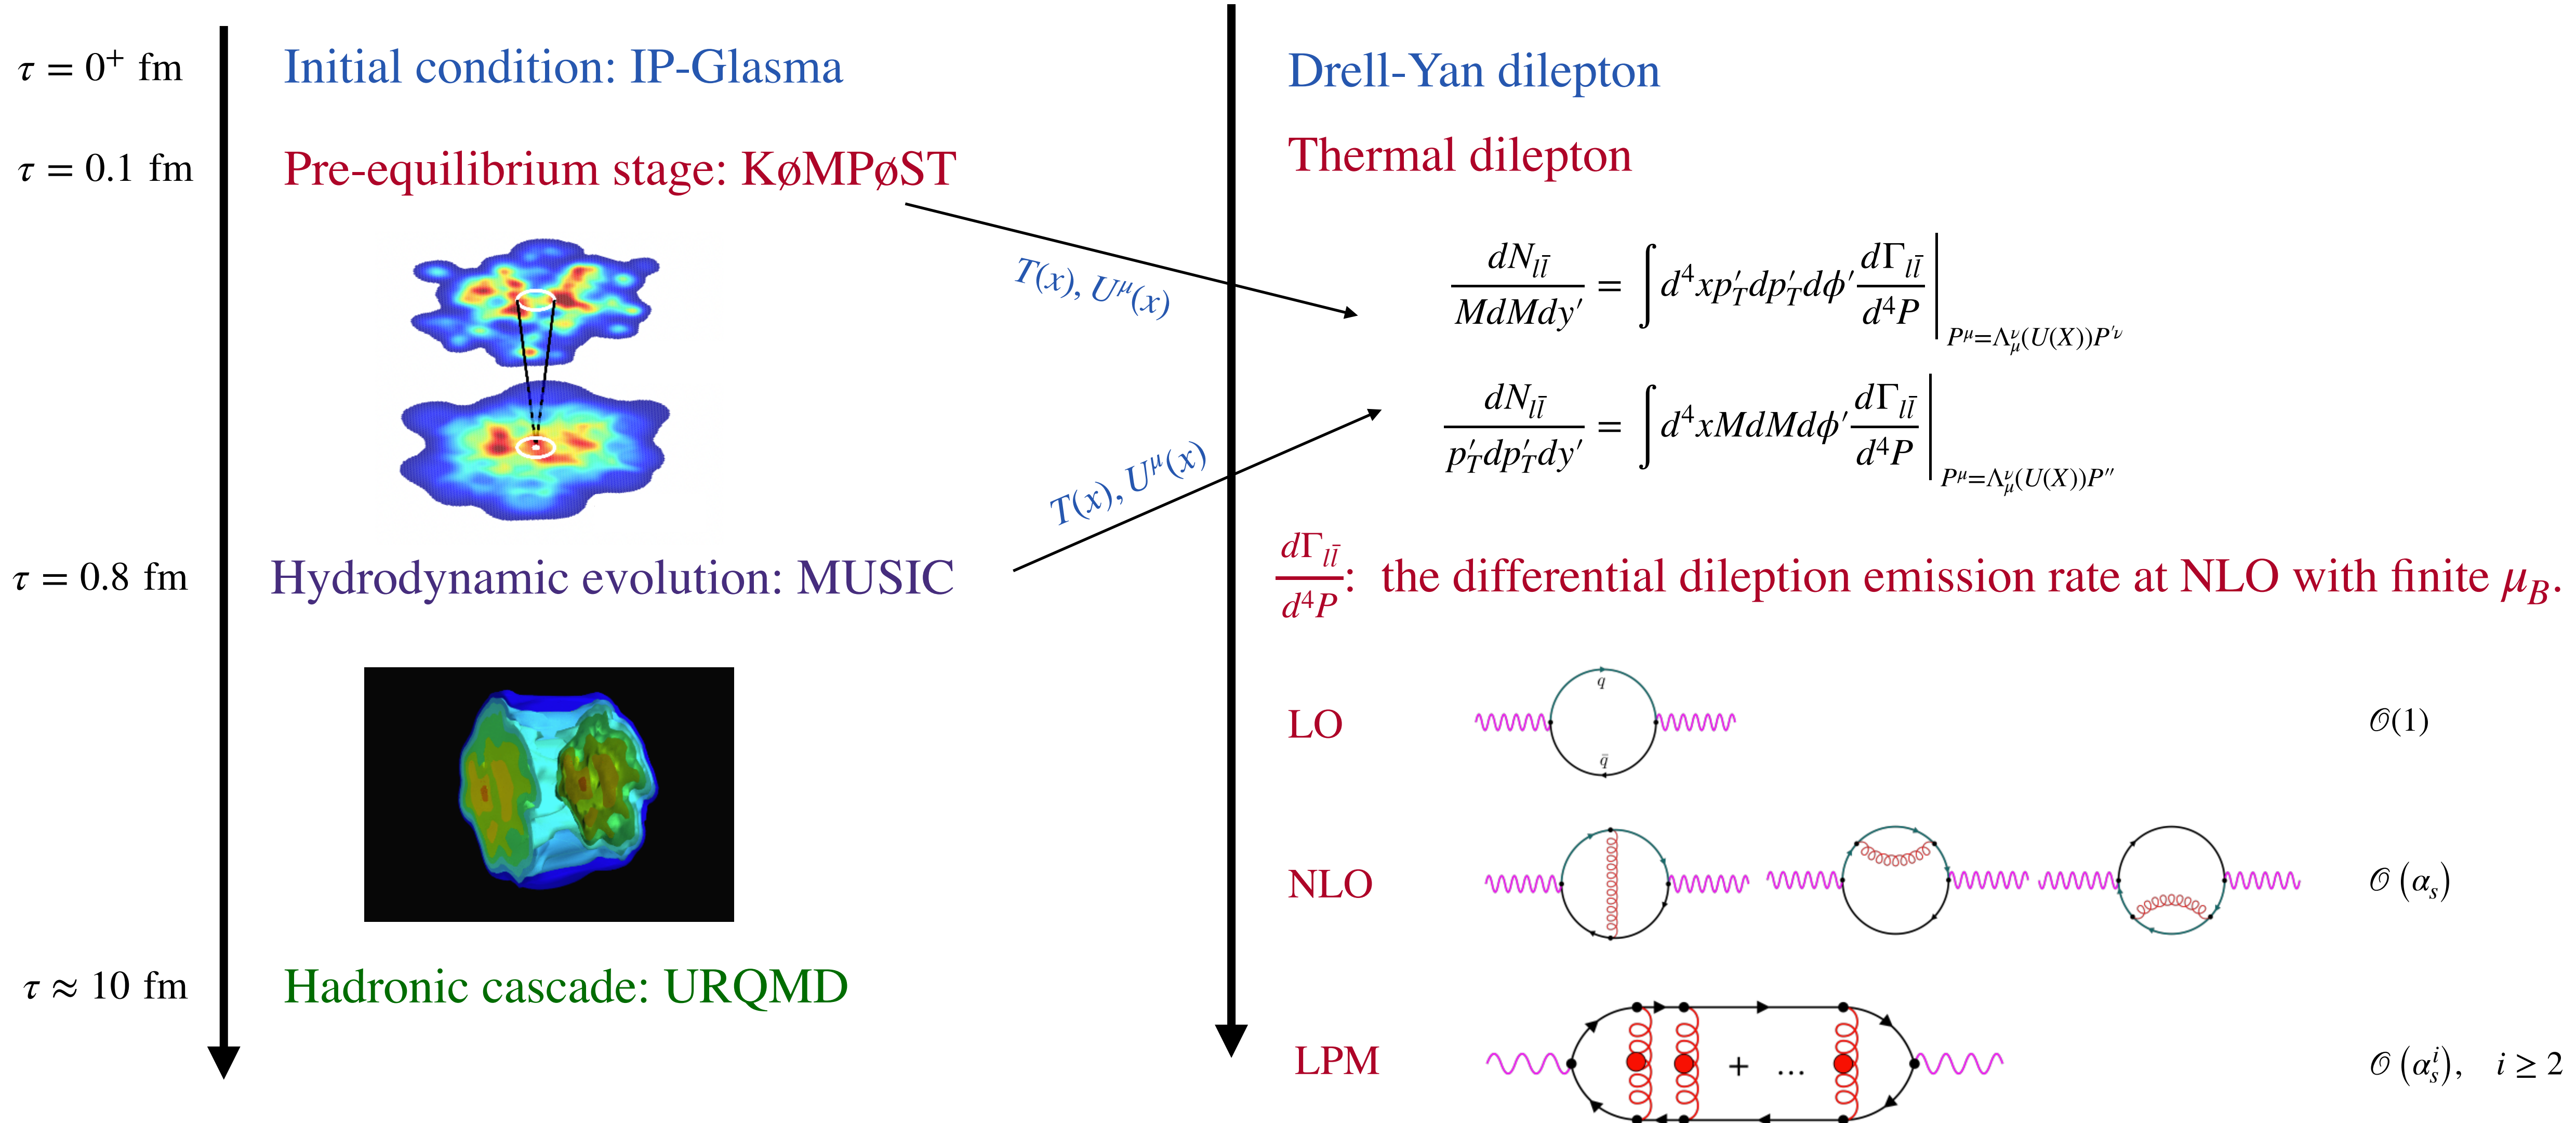 τ = 0⁺ fm
Initial condition: IP-Glasma
τ = 0.1 fm
Pre-equilibrium stage: KøMPøST
T(x), U^μ(x)
T(x), U^μ(x)
τ = 0.8 fm
Hydrodynamic evolution: MUSIC
τ ≈ 10 fm
Hadronic cascade: URQMD
Drell-Yan dilepton
Thermal dilepton
dN_{ll̄} / MdMdy′ = ∫ d⁴xp′_T dp′_T dϕ′ dΓ_{ll̄} / d⁴P |_{P^μ=Λ^ν_μ(U(X))P′^ν}
dN_{ll̄} / p′_T dp′_T dy′ = ∫ d⁴xMdMdϕ′ dΓ_{ll̄} / d⁴P |_{P^μ=Λ^ν_μ(U(X))P′′}
dΓ_{ll̄} / d⁴P: the differential dileption emission rate at NLO with finite μ_B.
LO
q
q̄
𝒪(1)
NLO
𝒪(α_s)
LPM
+ ...
𝒪(α_s^i), i ≥ 2